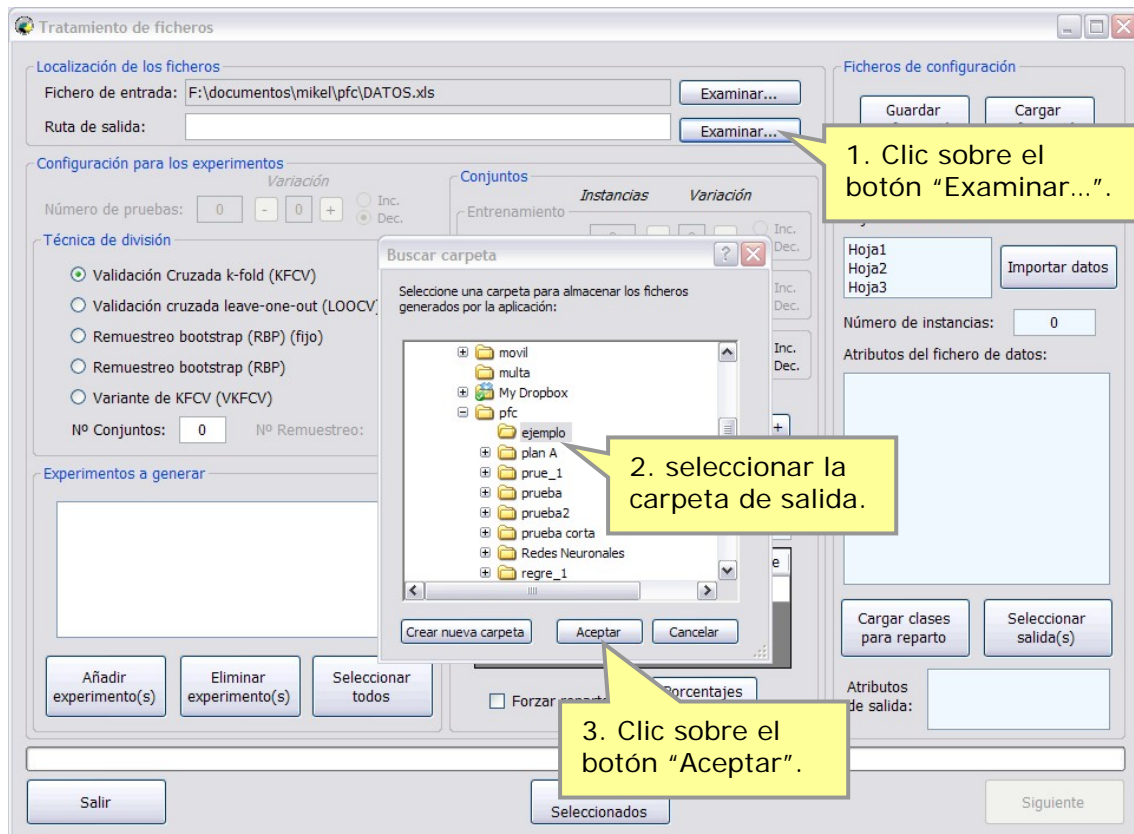 Tratamiento de ficheros
Localización de los ficheros
Fichero de entrada: F:\documentos\mikel\pfc\DATOS.xls Examinar...
Ruta de salida: Examinar...
Ficheros de configuración
Guardar Cargar
1. Clic sobre el
botón “Examinar…”.
Configuración para los experimentos
Variación
Número de pruebas: 0 - 0 + Inc.
Dec.
Técnica de división
Validación Cruzada k-fold (KFCV)
Validación cruzada leave-one-out (LOOCV)
Remuestreo bootstrap (RBP) (fijo)
Remuestreo bootstrap (RBP)
Variante de KFCV (VKFCV)
Nº Conjuntos: 0 Nº Remuestreo:
Conjuntos
Instancias Variación
Entrenamiento
Inc.
Dec.
Inc.
Dec.
Inc.
Dec.
+
Buscar carpeta
Seleccione una carpeta para almacenar los ficheros
generados por la aplicación:
movil
multa
My Dropbox
pfc
ejemplo
plan A
prue_1
prueba
prueba2
prueba corta
Redes Neuronales
regre_1
Crear nueva carpeta Aceptar Cancelar
2. seleccionar la
carpeta de salida.
Hoja1
Hoja2
Hoja3
Importar datos
Número de instancias: 0
Atributos del fichero de datos:
Cargar clases
para reparto
Seleccionar
salida(s)
Atributos
de salida:
Experimentos a generar
Añadir
experimento(s)
Eliminar
experimento(s)
Seleccionar
todos
Forzar Porcentajes
3. Clic sobre el
botón “Aceptar”.
Salir
Seleccionados
Siguiente